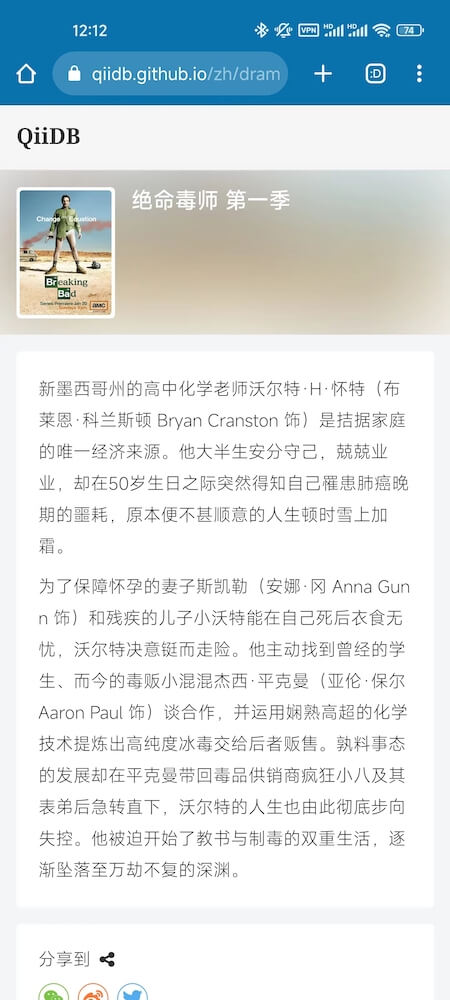 12:12
VPN HD HD 74
qiidb.github.io/zh/dram
:D
QiiDB
绝命毒师 第一季
Change the Equation
Breaking
Bad
Series Premiere Jan 20
amc
新墨西哥州的高中化学老师沃尔特·H·怀特（布
莱恩·科兰斯顿 Bryan Cranston 饰）是拮据家庭
的唯一经济来源。他大半生安分守己，兢兢业
业，却在50岁生日之际突然得知自己罹患肺癌晚
期的噩耗，原本便不甚顺意的人生顿时雪上加
霜。
为了保障怀孕的妻子斯凯勒（安娜·冈 Anna Gun
n 饰）和残疾的儿子小沃特能在自己死后衣食无
忧，沃尔特决意铤而走险。他主动找到曾经的学
生、而今的毒贩小混混杰西·平克曼（亚伦·保尔
Aaron Paul 饰）谈合作，并运用娴熟高超的化学
技术提炼出高纯度冰毒交给后者贩售。孰料事态
的发展却在平克曼带回毒品供销商疯狂小八及其
表弟后急转直下，沃尔特的人生也由此彻底步向
失控。他被迫开始了教书与制毒的双重生活，逐
渐坠落至万劫不复的深渊。
分享到